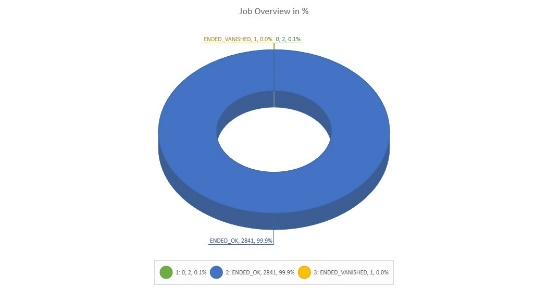 Job Overview in %
ENDED_VANISHED, 1, 0.0% 0, 2, 0.1%
ENDED_OK, 2841, 99.9%
1: 0, 2, 0.1% 2: ENDED_OK, 2841, 99.9% 3: ENDED_VANISHED, 1, 0.0%